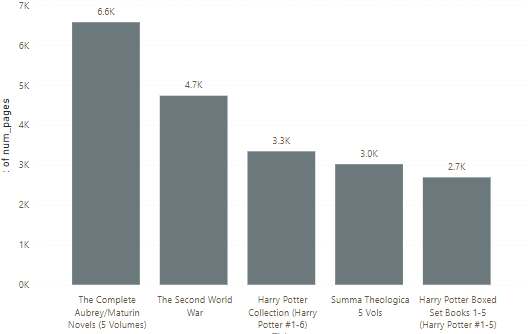 7K
6.6K
6K
5K
4.7K
4K
3.3K
3.0K
3K
2.7K
2K
1K
0K
of num_pages
The Complete
Aubrey/Maturin
Novels (5 Volumes)
The Second World
War
Harry Potter
Collection (Harry
Potter #1-6)
Summa Theologica
5 Vols
Harry Potter Boxed
Set Books 1-5
(Harry Potter #1-5)